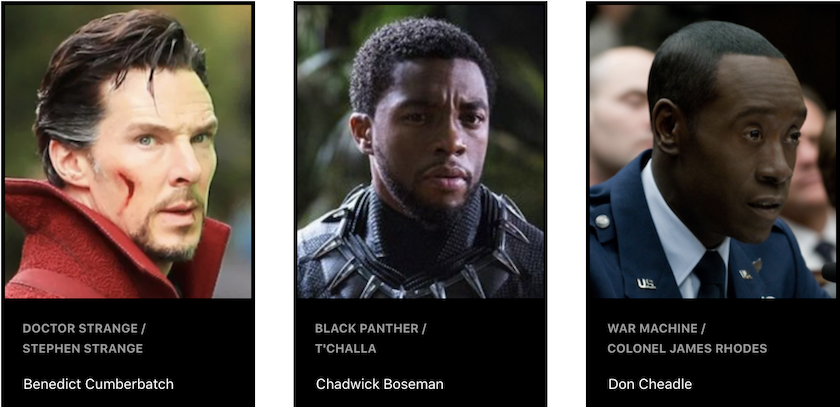 U.S.
DOCTOR STRANGE /
STEPHEN STRANGE
Benedict Cumberbatch
BLACK PANTHER /
T'CHALLA
Chadwick Boseman
WAR MACHINE /
COLONEL JAMES RHODES
Don Cheadle